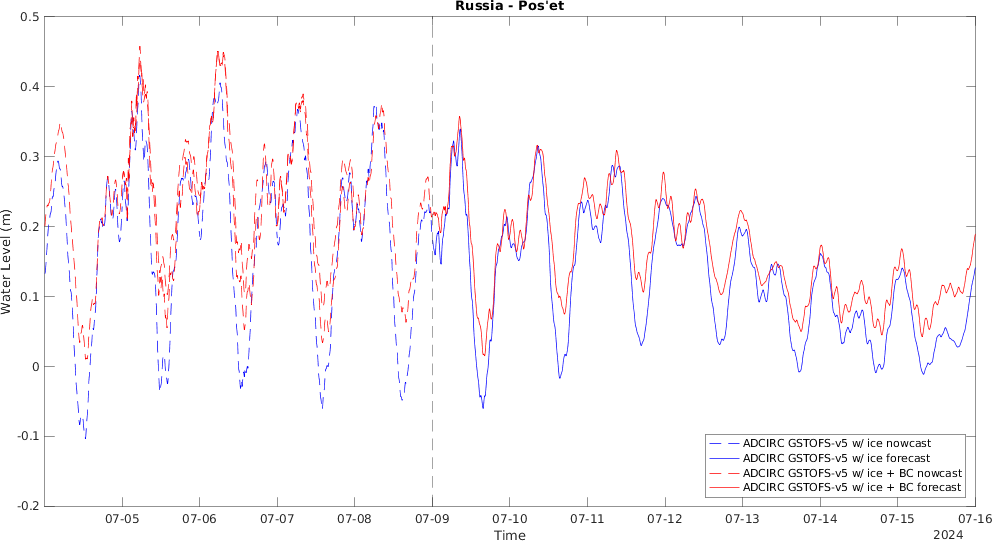 Russia - Pos'et
Water Level (m)
0.5
0.4
0.3
0.2
0.1
0
-0.1
-0.2
ADCIRC GSTOFS-v5 w/ ice nowcast
ADCIRC GSTOFS-v5 w/ ice forecast
ADCIRC GSTOFS-v5 w/ ice + BC nowcast
ADCIRC GSTOFS-v5 w/ ice + BC forecast
07-05 07-06 07-07 07-08 07-09 07-10 07-11 07-12 07-13 07-14 07-15 07-16
Time
2024